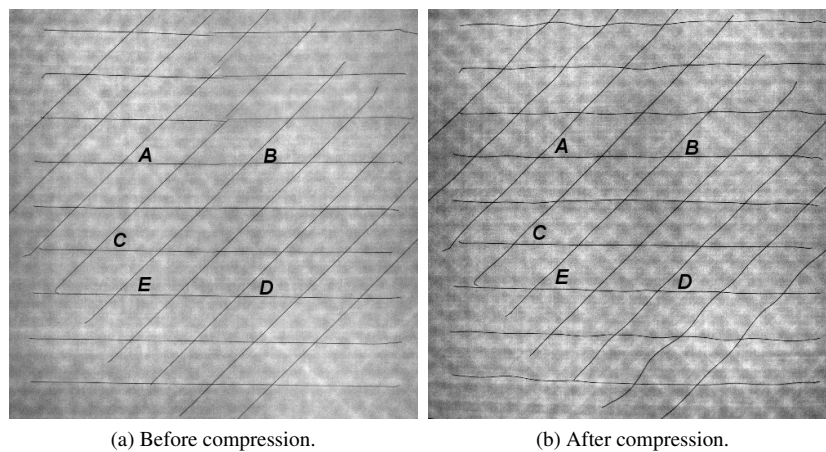 A B A B
C C
E D E D
(a) Before compression. (b) After compression.